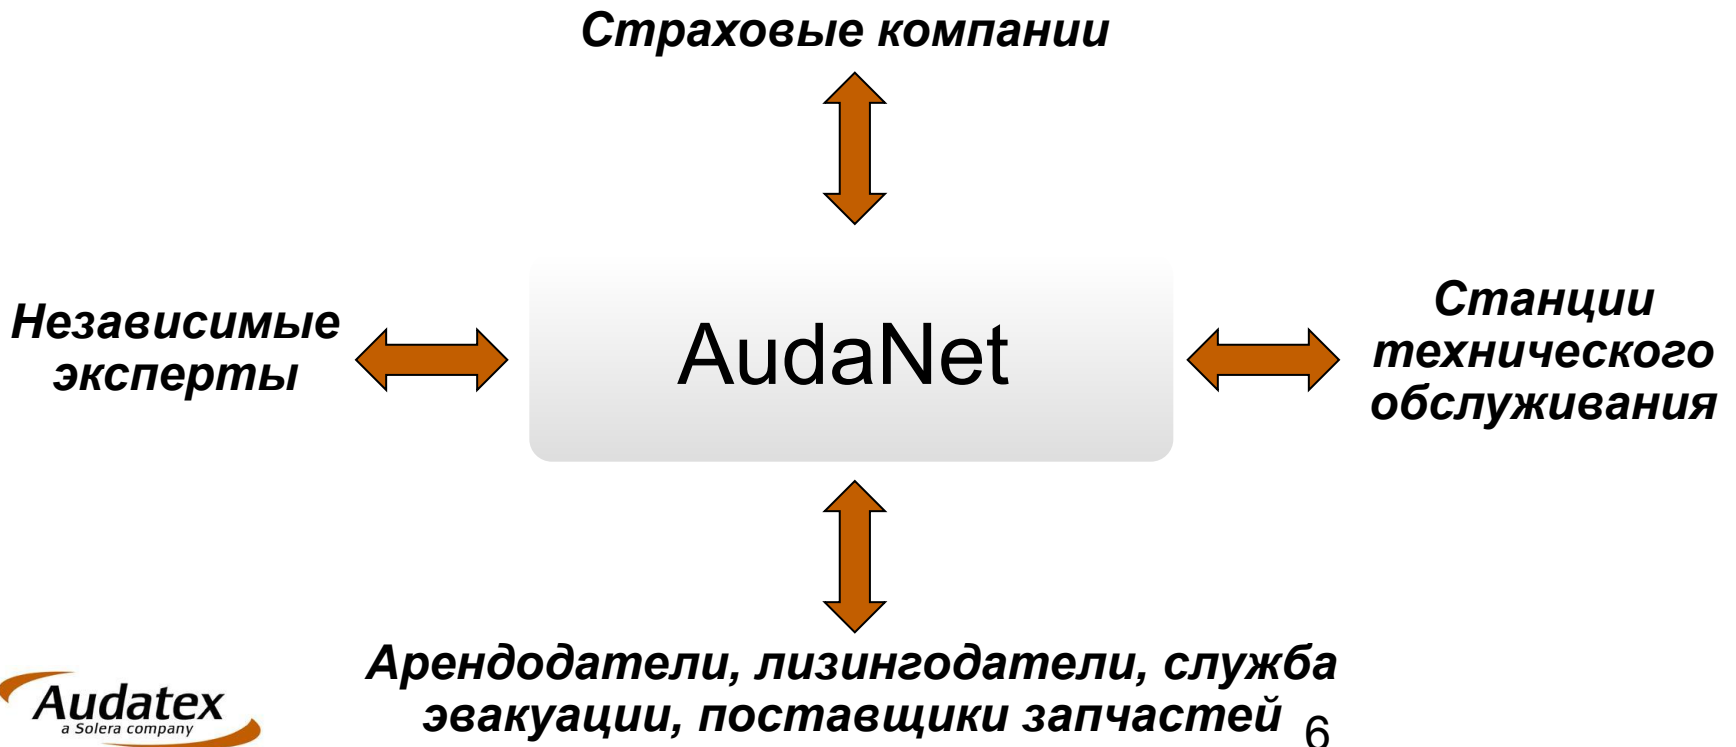 Страховые компании
Независимые
эксперты
AudaNet
Станции
технического
обслуживания
Арендодатели, лизингодатели, служба
эвакуации, поставщики запчастей
6
Audatex
a Solera company